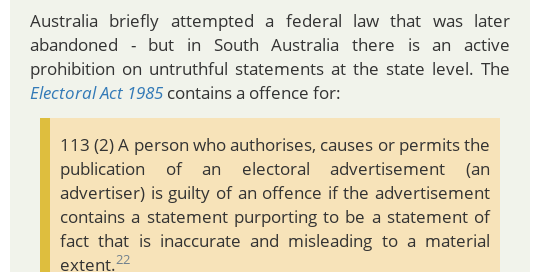 Australia briefly attempted a federal law that was later
abandoned - but in South Australia there is an active
prohibition on untruthful statements at the state level. The
Electoral Act 1985 contains a offence for:
113 (2) A person who authorises, causes or permits the
publication of an electoral advertisement (an
advertiser) is guilty of an offence if the advertisement
contains a statement purporting to be a statement of
fact that is inaccurate and misleading to a material
extent.22